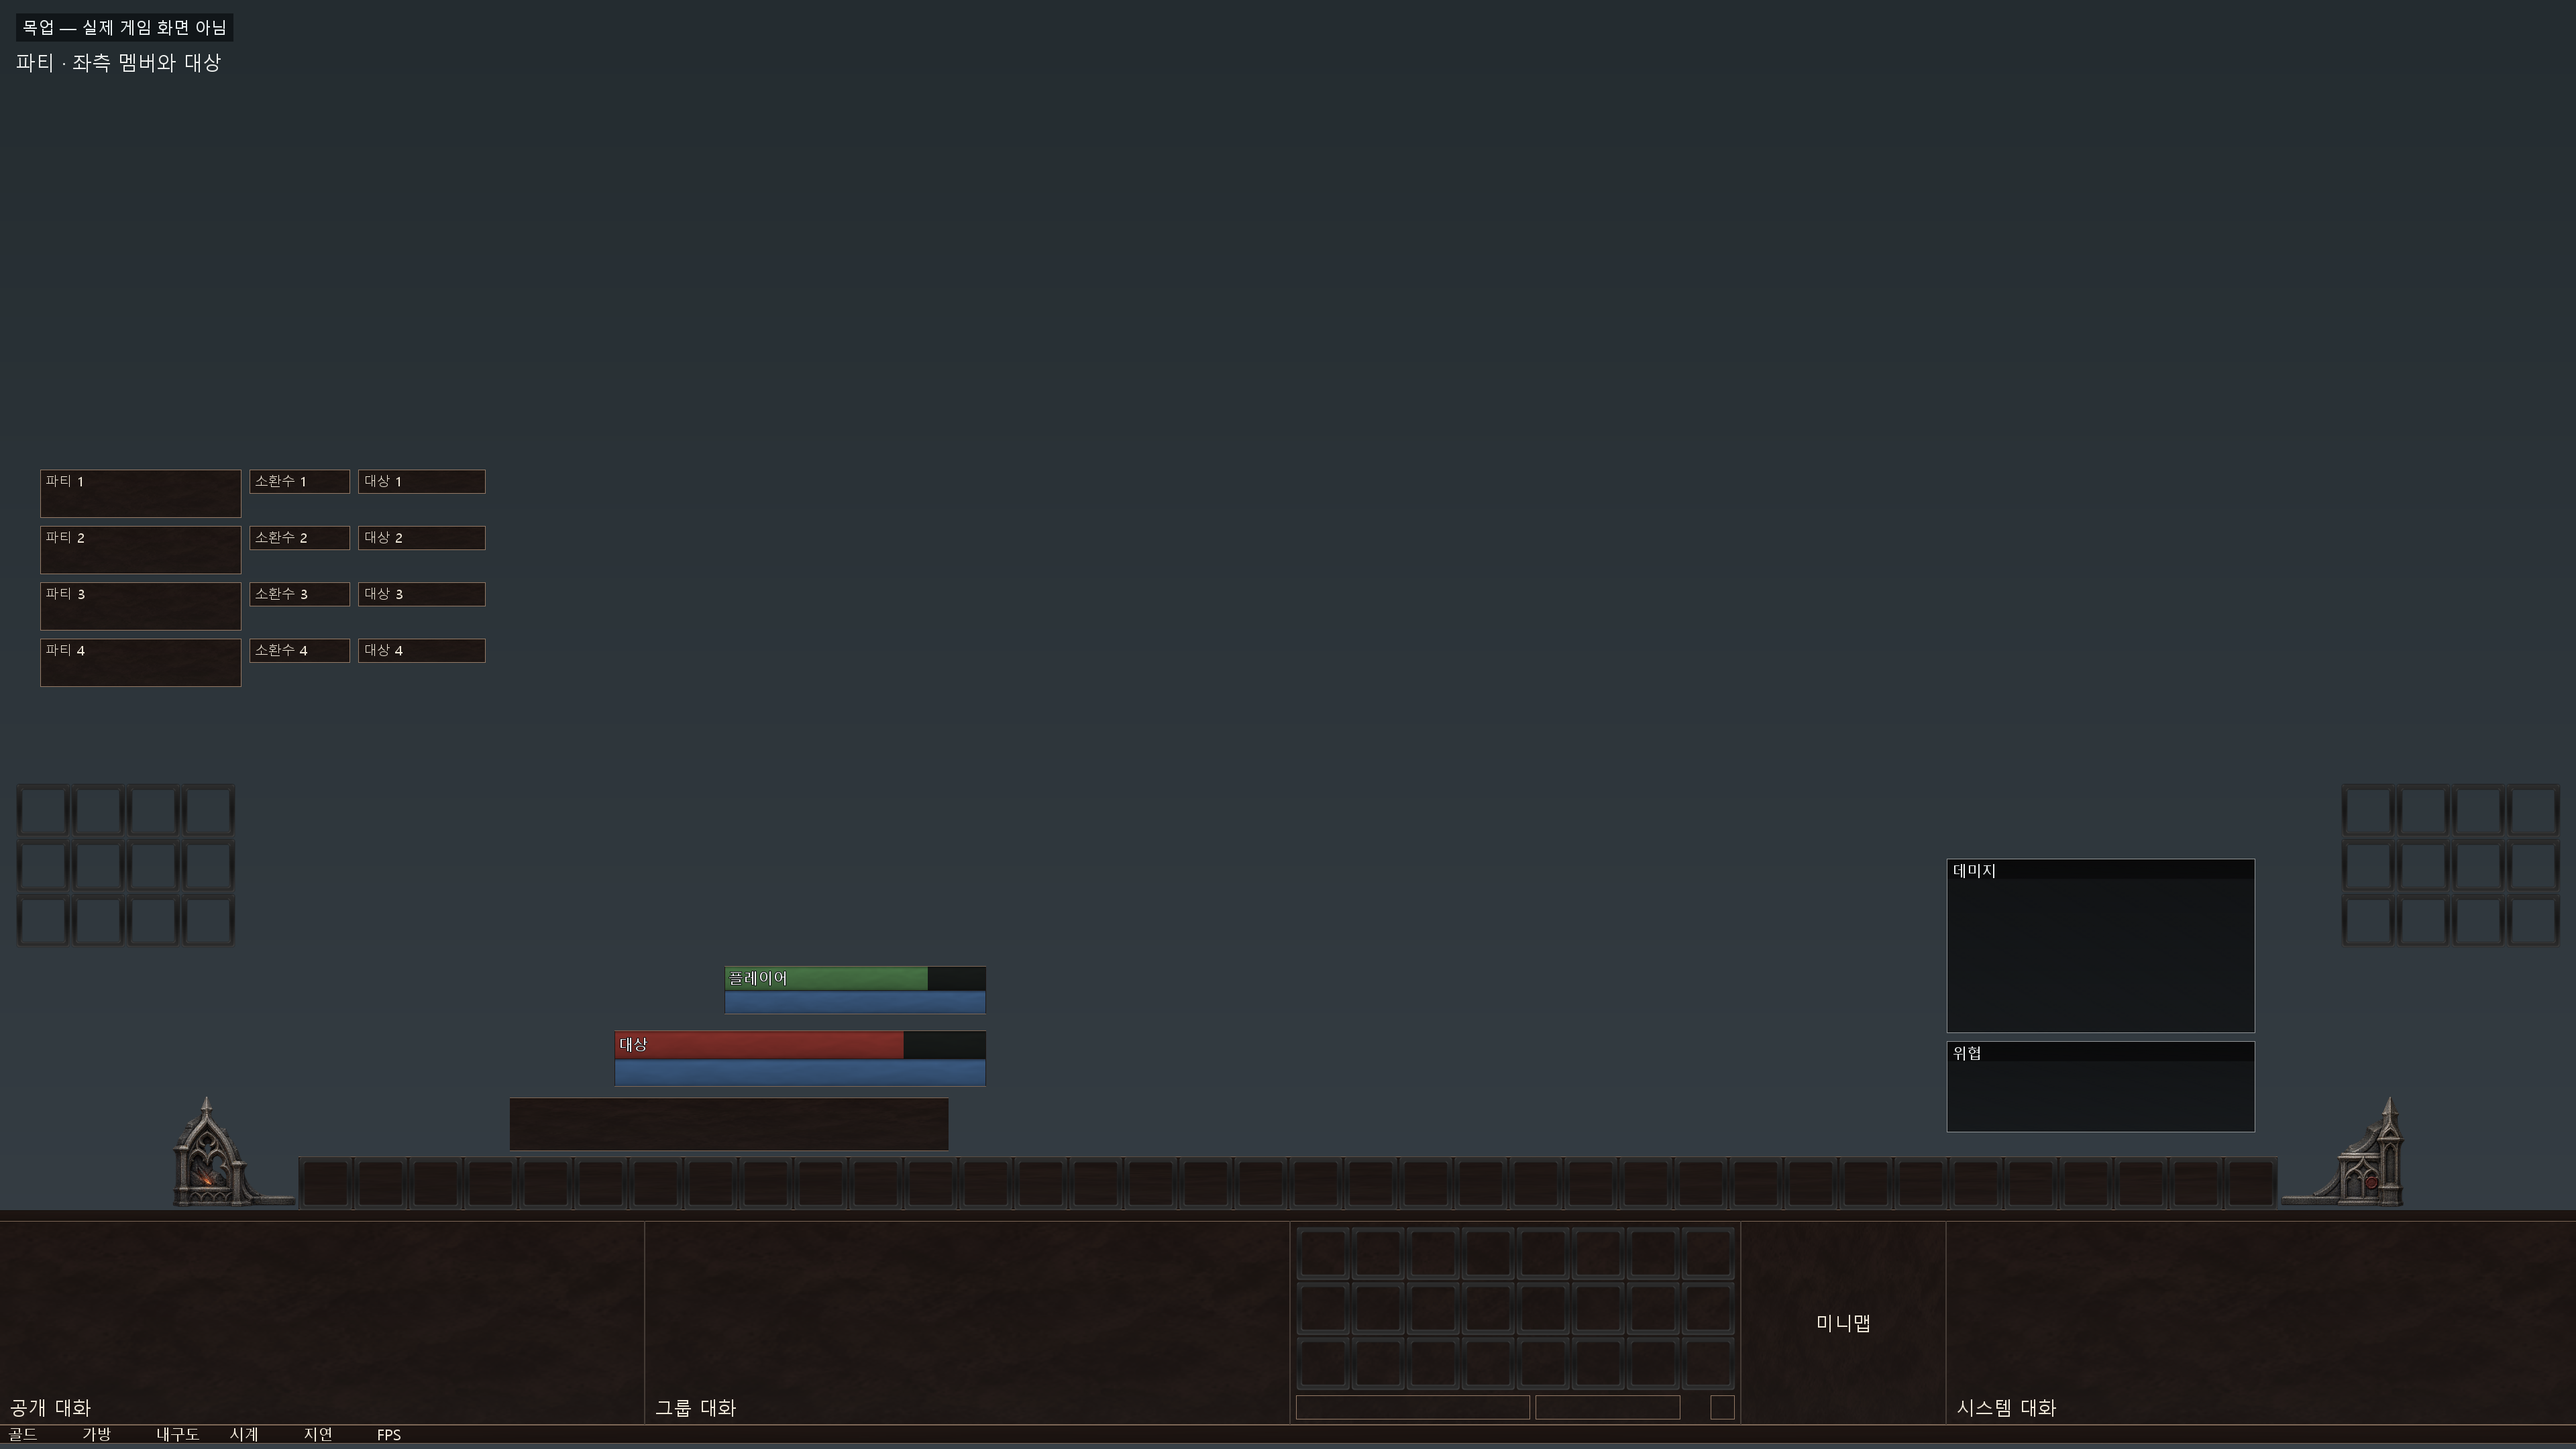 목업 — 실제 게임 화면 아님
파티 · 좌측 멤버와 대상
파티 1 소환수 1 대상 1
파티 2 소환수 2 대상 2
파티 3 소환수 3 대상 3
파티 4 소환수 4 대상 4
데미지
플레이어
대상
위협
미니맵
공개 대화 그룹 대화 시스템 대화
골드 가방 내구도 시계 지연 FPS